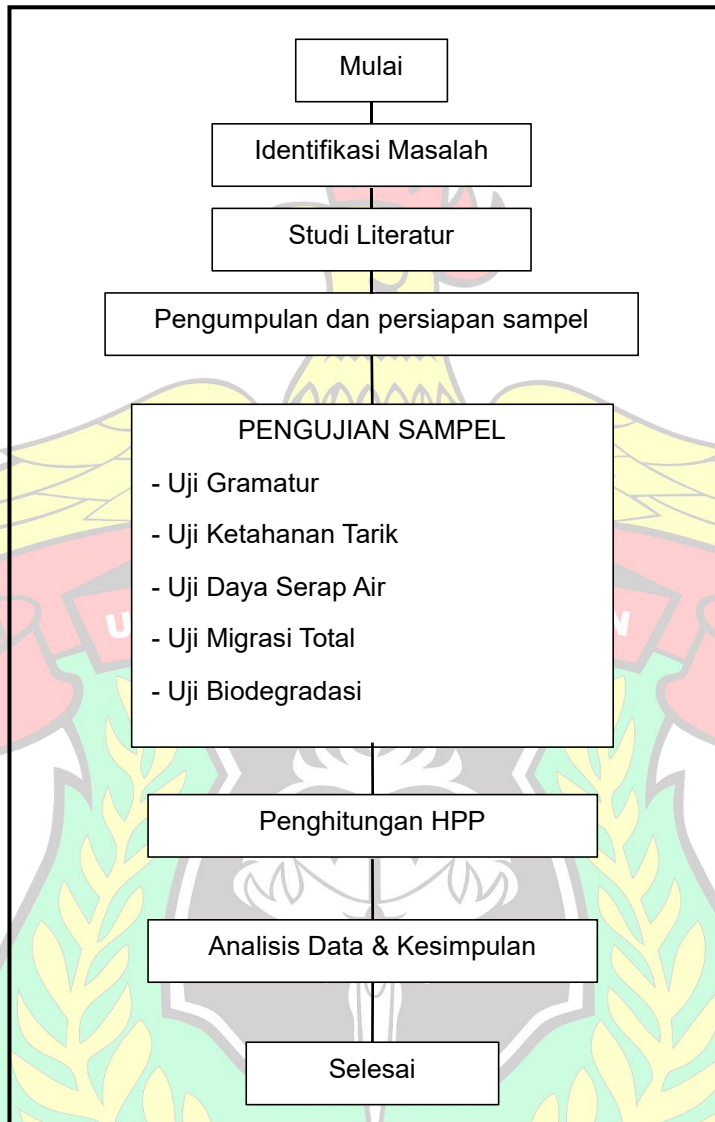 Mulai
Identifikasi Masalah
Studi Literatur
Pengumpulan dan persiapan sampel
PENGUJIAN SAMPEL
- Uji Gramatur
- Uji Ketahanan Tarik
- Uji Daya Serap Air
- Uji Migrasi Total
- Uji Biodegradasi
Penghitungan HPP
Analisis Data & Kesimpulan
Selesai